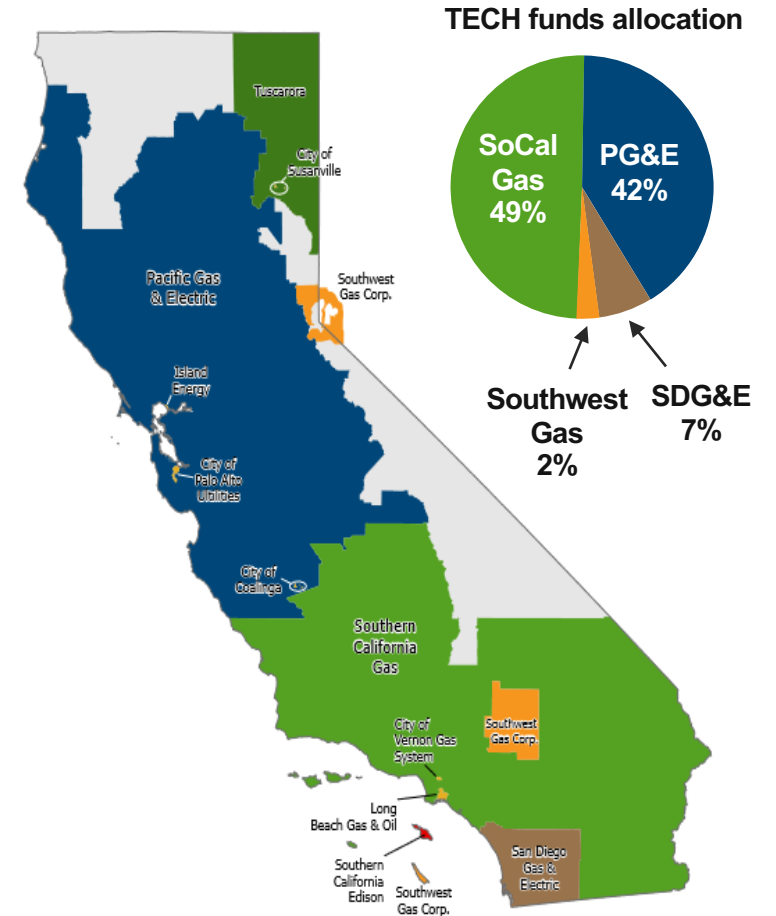 TECH funds allocation
SoCal
Gas
49%
PG&E
42%
Southwest
Gas
2%
SDG&E
7%
Tuscarora
City of
Susanville
Pacific Gas
& Electric
Southwest
Gas Corp.
Island
Energy
City of
Palo Alto
Ultilities
City of
Coalinga
Southern
California
Gas
City of
Vernon Gas
System
Southwest
Gas Corp.
Long
Beach Gas & Oil
Southern
California
Edison
Southwest
Gas Corp.
San Diego
Gas &
Electric